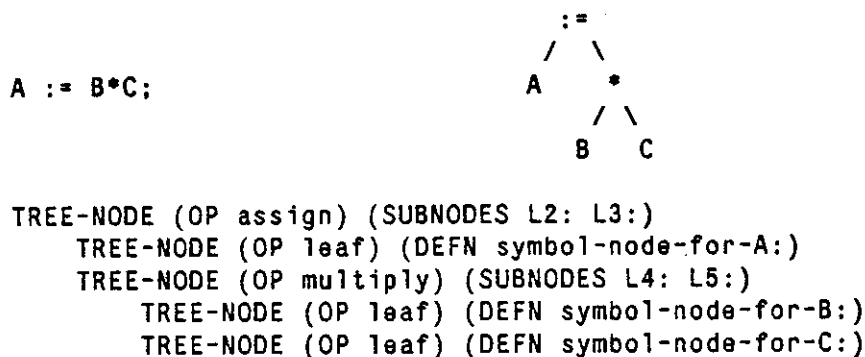 :=
/ \
A := B*C;
A *
/ \
B C
TREE-NODE (OP assign) (SUBNODES L2: L3:)
TREE-NODE (OP leaf) (DEFN symbol-node-for-A:)
TREE-NODE (OP multiply) (SUBNODES L4: L5:)
TREE-NODE (OP leaf) (DEFN symbol-node-for-B:)
TREE-NODE (OP leaf) (DEFN symbol-node-for-C:)